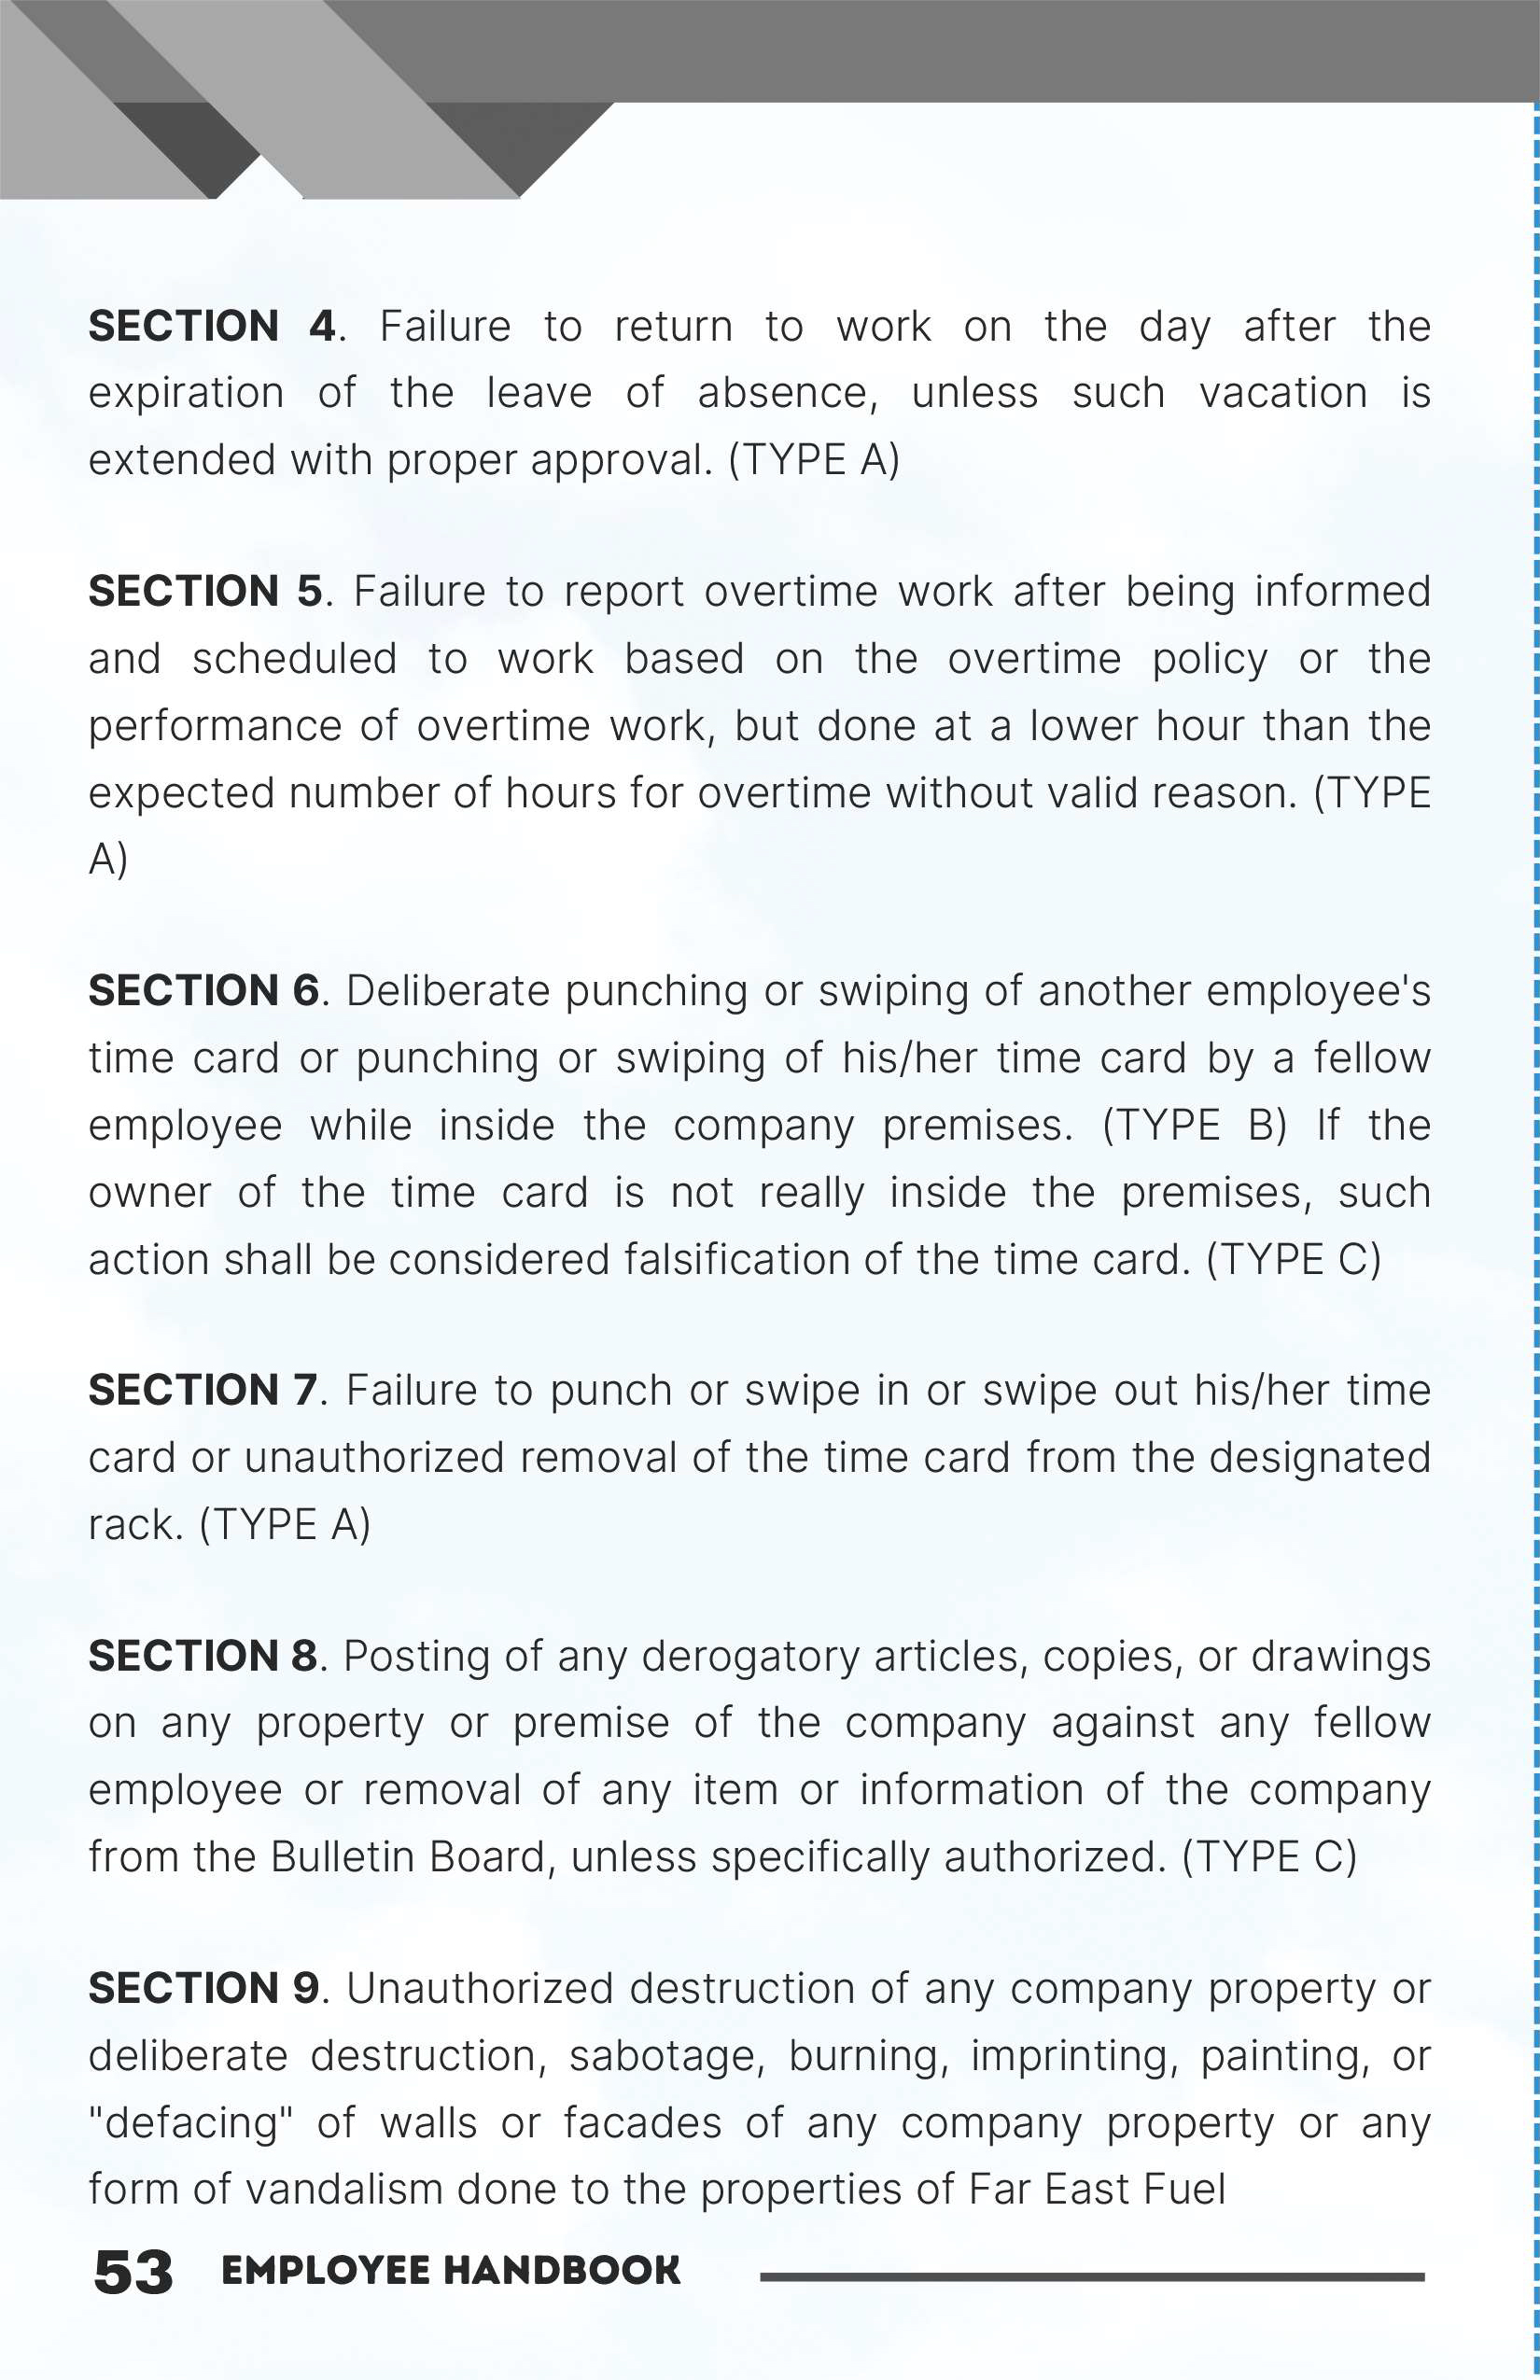 SECTION 4. Failure to return to work on the day after the
expiration of the leave of absence, unless such vacation is
extended with proper approval. (TYPE A)
SECTION 5. Failure to report overtime work after being informed
and scheduled to work based on the overtime policy or the
performance of overtime work, but done at a lower hour than the
expected number of hours for overtime without valid reason. (TYPE
A)
SECTION 6. Deliberate punching or swiping of another employee's
time card or punching or swiping of his/her time card by a fellow
employee while inside the company premises. (TYPE B) If the
owner of the time card is not really inside the premises, such
action shall be considered falsification of the time card. (TYPE C)
SECTION 7. Failure to punch or swipe in or swipe out his/her time
card or unauthorized removal of the time card from the designated
rack. (TYPE A)
SECTION 8. Posting of any derogatory articles, copies, or drawings
on any property or premise of the company against any fellow
employee or removal of any item or information of the company
from the Bulletin Board, unless specifically authorized. (TYPE C)
SECTION 9. Unauthorized destruction of any company property or
deliberate destruction, sabotage, burning, imprinting, painting, or
"defacing" of walls or facades of any company property or any
form of vandalism done to the properties of Far East Fuel
53 EMPLOYEE HANDBOOK